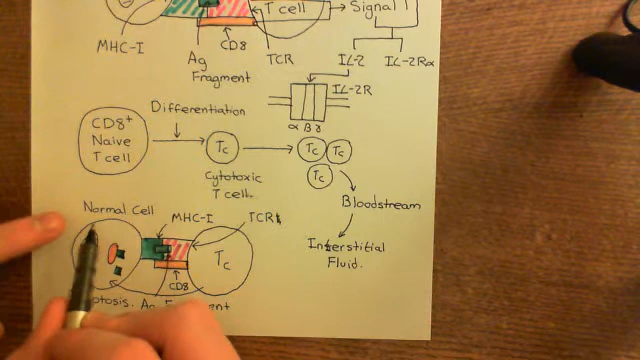 T cell
Signal
MHC-I
CD8
TCR
Ag
Fragment
IL-2
IL-2Rα
IL-2R
α β γ
Differentiation
CD8+
Naive
T cell
Tc
Cytotoxic
T cell.
Tc
Tc
Tc
Bloodstream
Interstitial
Fluid.
Normal Cell
MHC-I
TCR
Tc
CD8